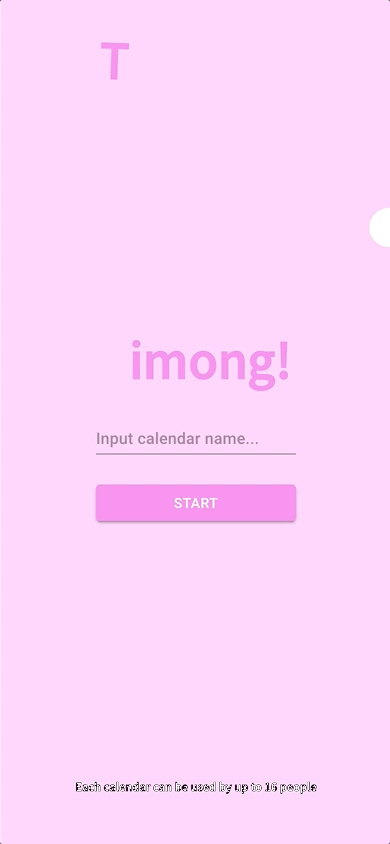 T
imong!
Input calendar name...
START
Each calendar can be used by up to 16 people